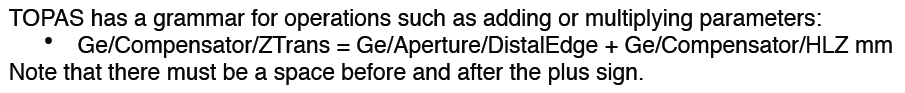 TOPAS has a grammar for operations such as adding or multiplying parameters:
• Ge/Compensator/ZTrans = Ge/Aperture/DistalEdge + Ge/Compensator/HLZ mm
Note that there must be a space before and after the plus sign.